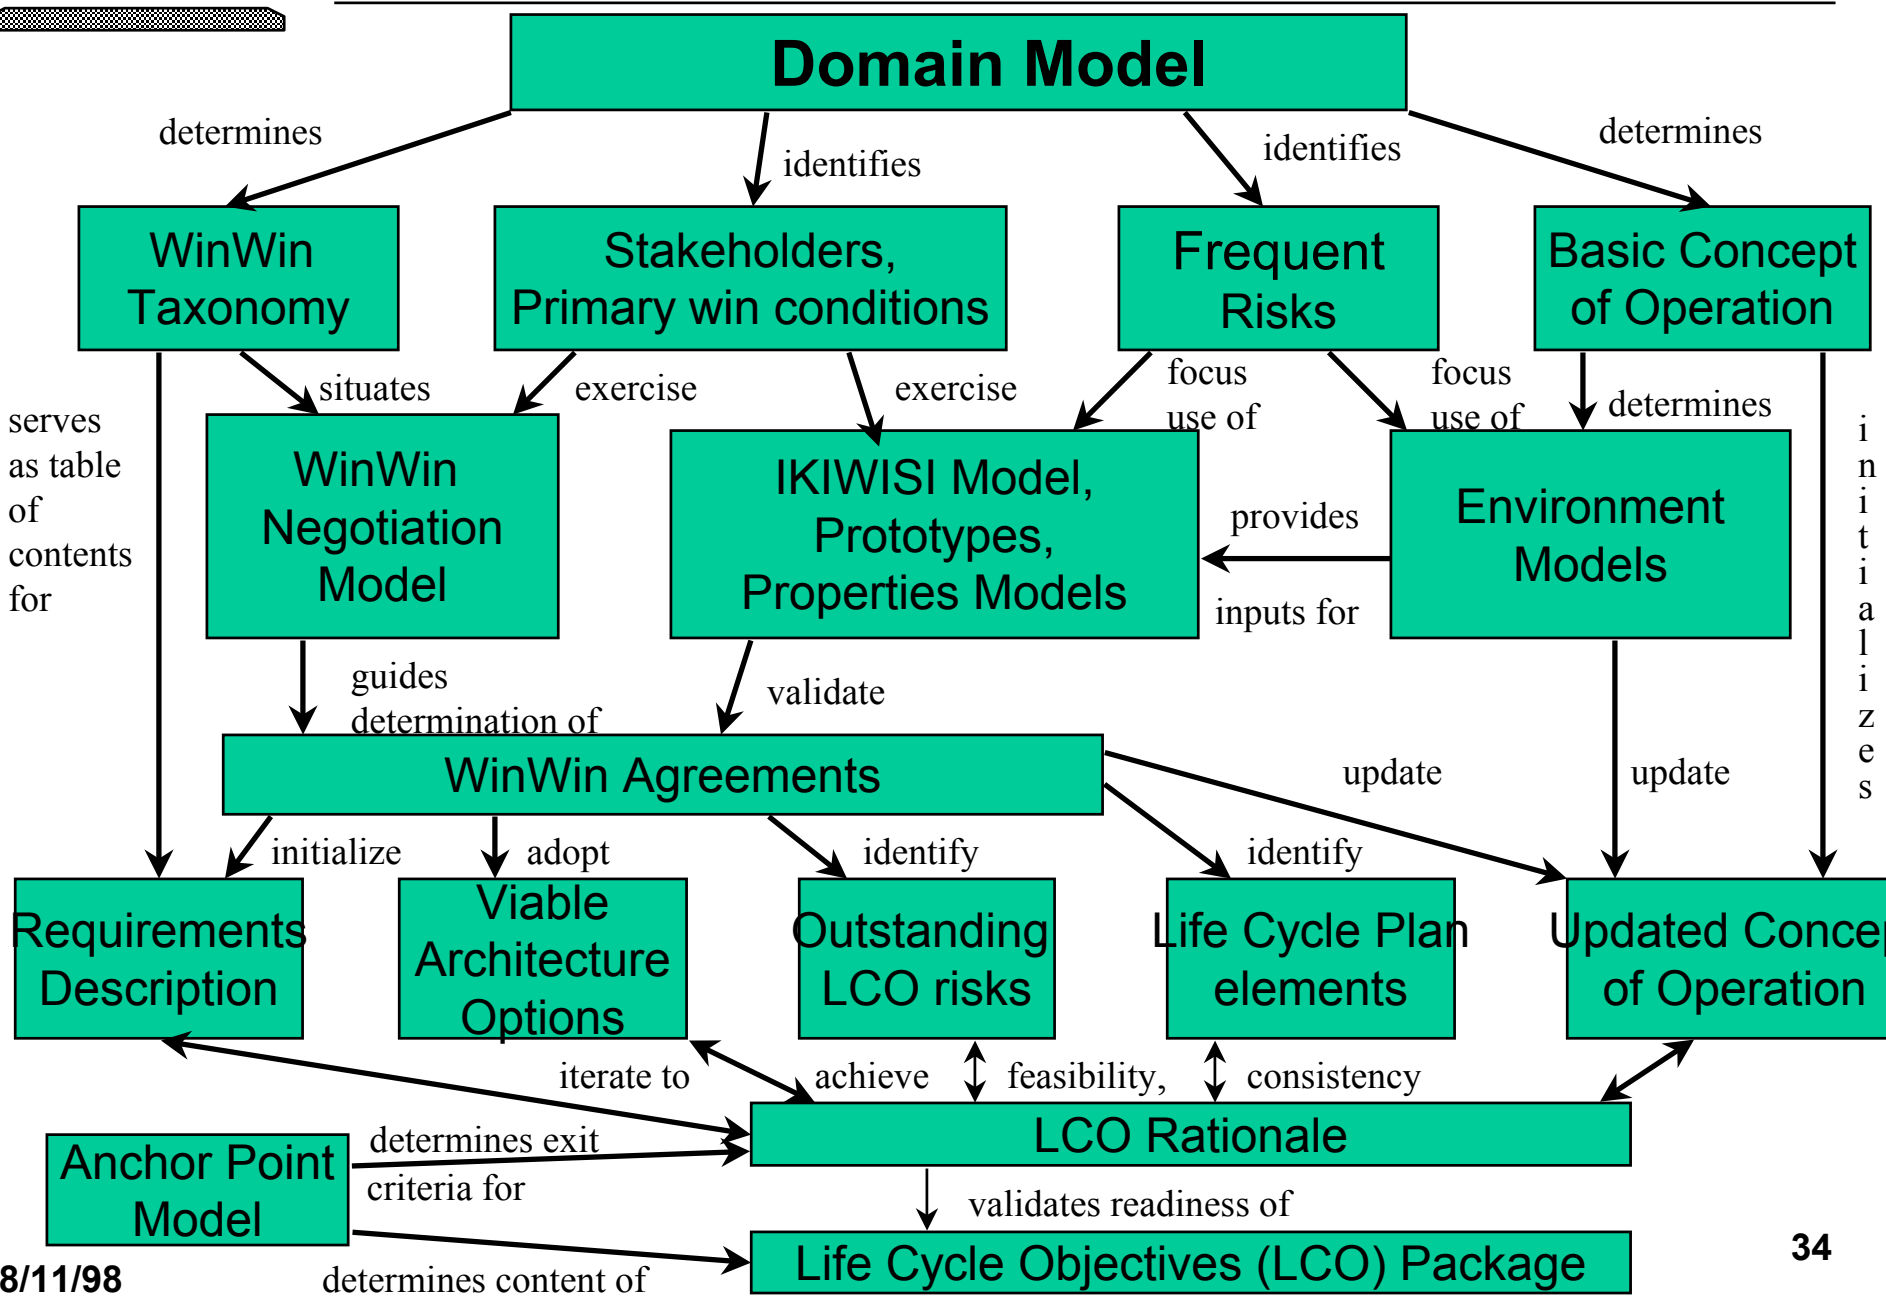 Domain Model
determines
identifies
identifies
determines
WinWin
Taxonomy
Stakeholders,
Primary win conditions
Frequent
Risks
Basic Concept
of Operation
serves
as table
of
contents
for
situates
exercise
exercise
focus
use of
focus
use of
determines
initializes
WinWin
Negotiation
Model
IKIWISI Model,
Prototypes,
Properties Models
provides
inputs for
Environment
Models
guides
determination of
validate
WinWin Agreements
update
update
initialize
adopt
identify
identify
Requirements
Description
Viable
Architecture
Options
Outstanding
LCO risks
Life Cycle Plan
elements
Updated Concep
of Operation
iterate to
achieve
feasibility,
consistency
LCO Rationale
Anchor Point
Model
determines exit
criteria for
validates readiness of
determines content of
Life Cycle Objectives (LCO) Package
8/11/98
34